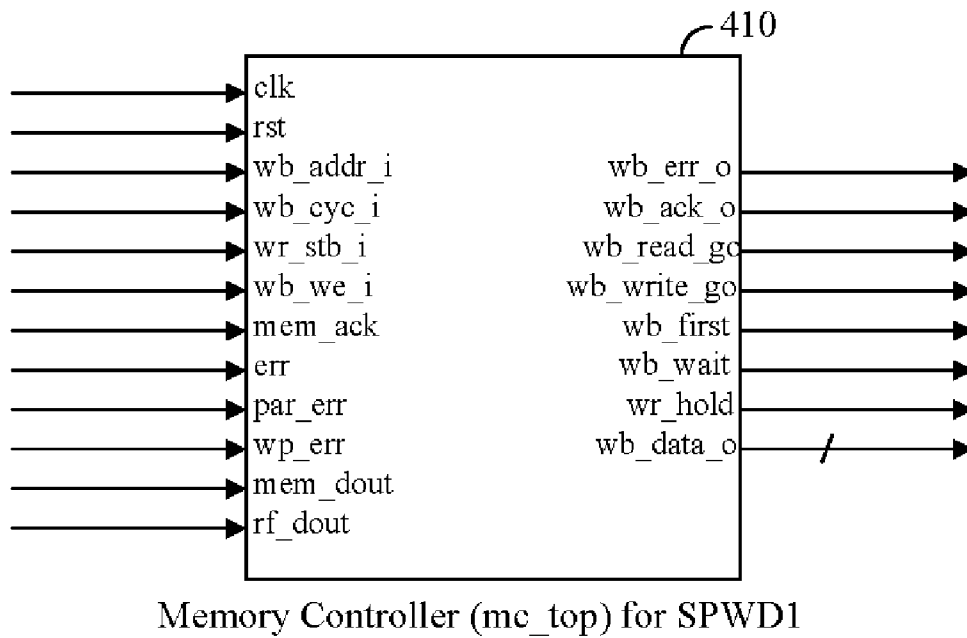 410
clk
rst
wb_addr_i wb_err_o
wb_cyc_i wb_ack_o
wr_stb_i wb_read_go
wb_we_i wb_write_go
mem_ack wb_first
err wb_wait
par_err wr_hold
wp_err wb_data_o
mem_dout
rf_dout
Memory Controller (mc_top) for SPWD1